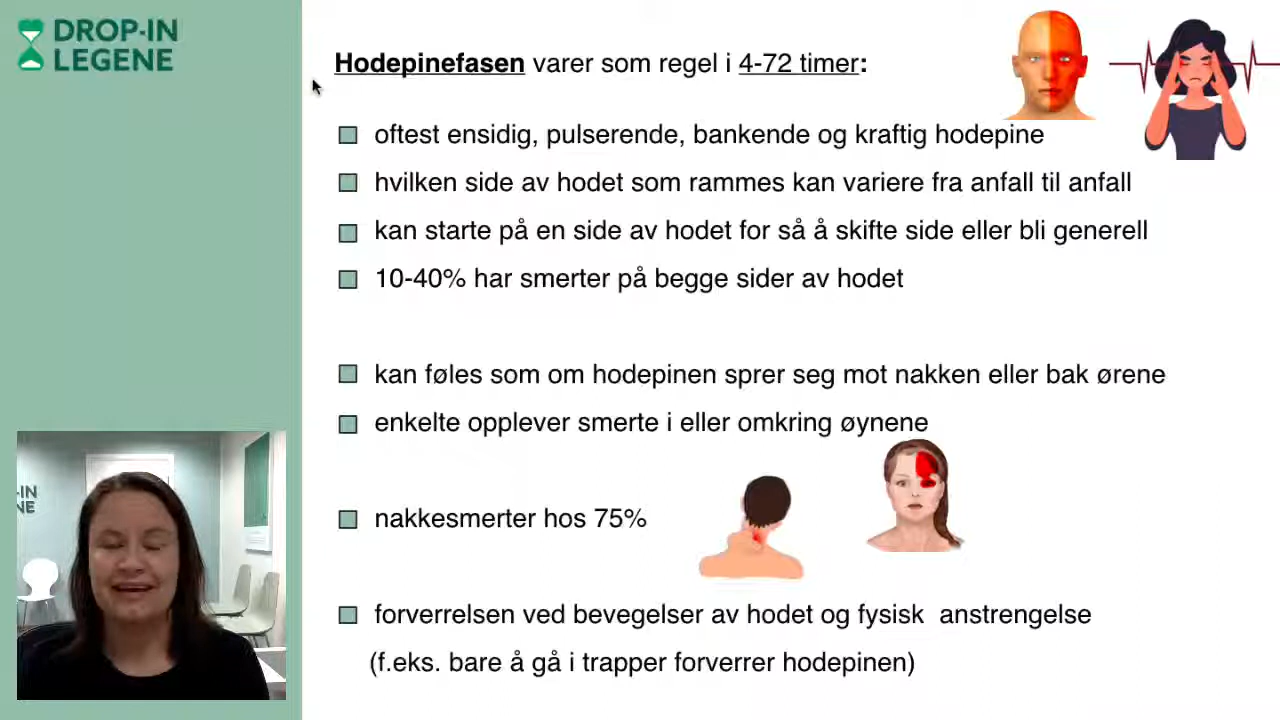 DROP-IN
LEGENE
Hodepinefasen varer som regel i 4-72 timer:
oftest ensidig, pulserende, bankende og kraftig hodepine
hvilken side av hodet som rammes kan variere fra anfall til anfall
kan starte på en side av hodet for så å skifte side eller bli generell
10-40% har smerter på begge sider av hodet
kan føles som om hodepinen sprer seg mot nakken eller bak ørene
enkelte opplever smerte i eller omkring øynene
-IN
NE
nakkesmerter hos 75%
forverrelsen ved bevegelser av hodet og fysisk anstrengelse
(f.eks. bare å gå i trapper forverrer hodepinen)